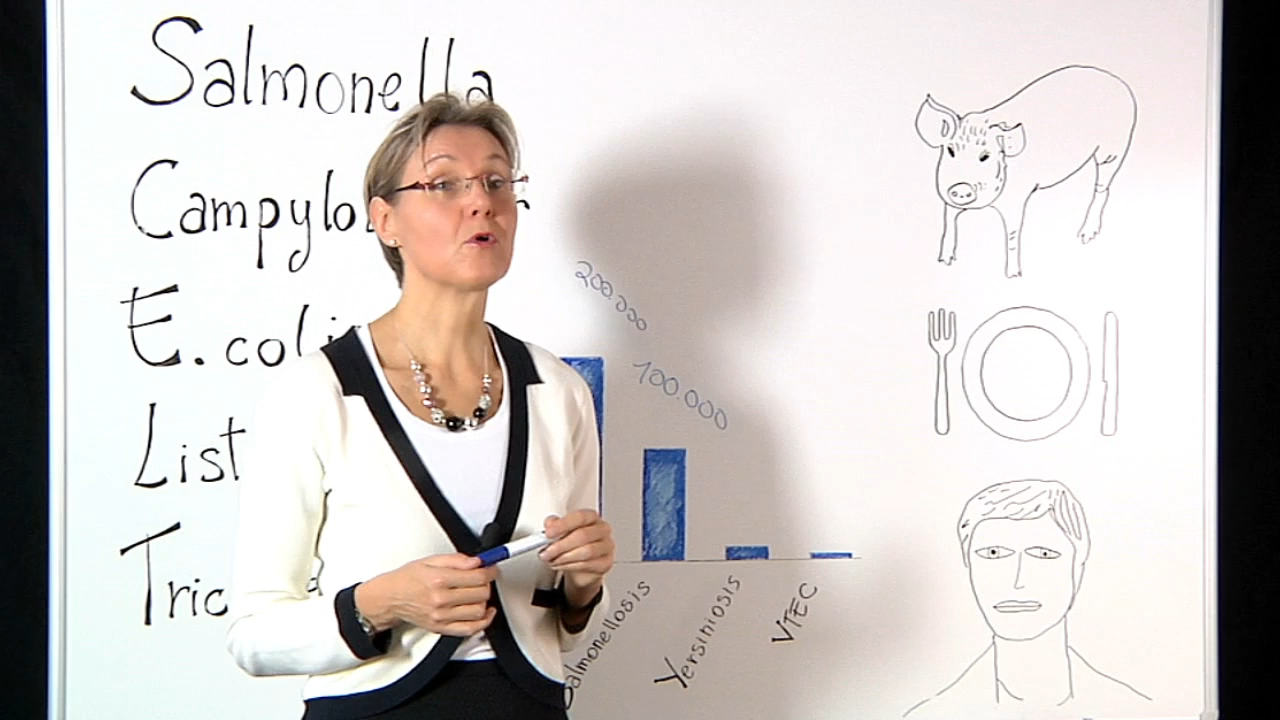 Salmonella
Campylo
E.coli
List
Tric
200.000
100.000
Salmonellosis
Yersiniosis
VTEC